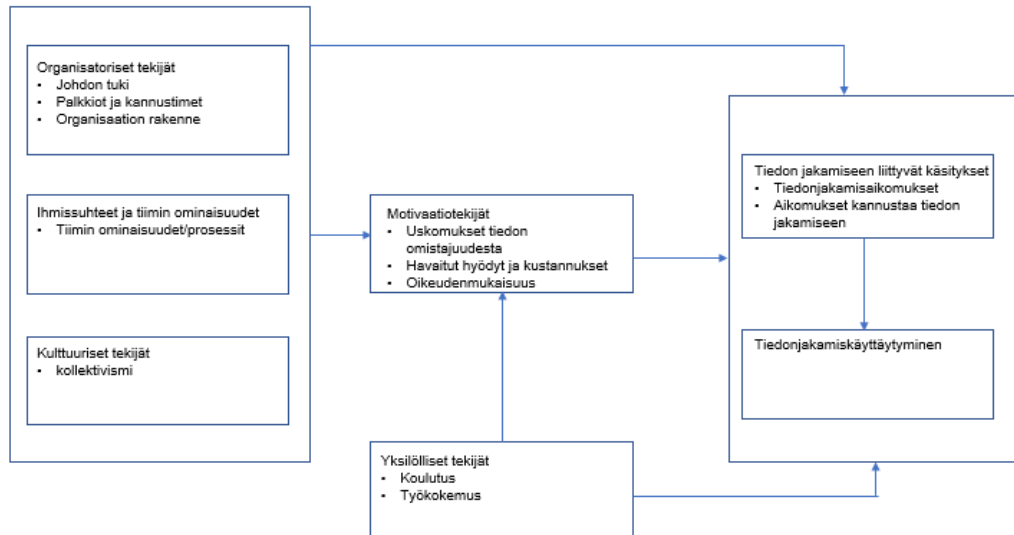 Organisatoriset tekijät
▪ Johdon tuki
▪ Palkkiot ja kannustimet
▪ Organisaation rakenne
Ihmissuhteet ja tiimin ominaisuudet
▪ Tiimin ominaisuudet/prosessit
Kulttuuriset tekijät
▪ kollektivismi
Motivaatiotekijät
▪ Uskomukset tiedon
omistajuudesta
▪ Havaitut hyödyt ja kustannukset
▪ Oikeudenmukaisuus
Yksilölliset tekijät
▪ Koulutus
▪ Työkokemus
Tiedon jakamiseen liittyvät käsitykset
▪ Tiedonjakamisaikomukset
▪ Aikomukset kannustaa tiedon
jakamiseen
Tiedonjakamiskäyttäytyminen